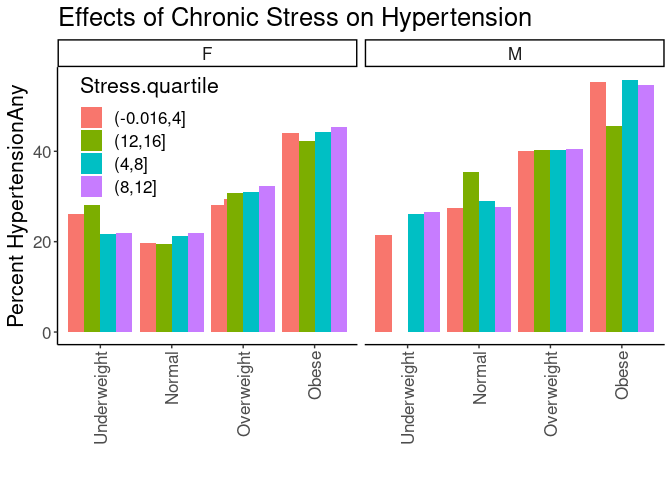 Effects of Chronic Stress on Hypertension
F
M
Percent HypertensionAny
Stress.quartile
(-0.016,4]
(12,16]
(4,8]
(8,12]
40
20
0
Underweight
Normal
Overweight
Obese
Underweight
Normal
Overweight
Obese